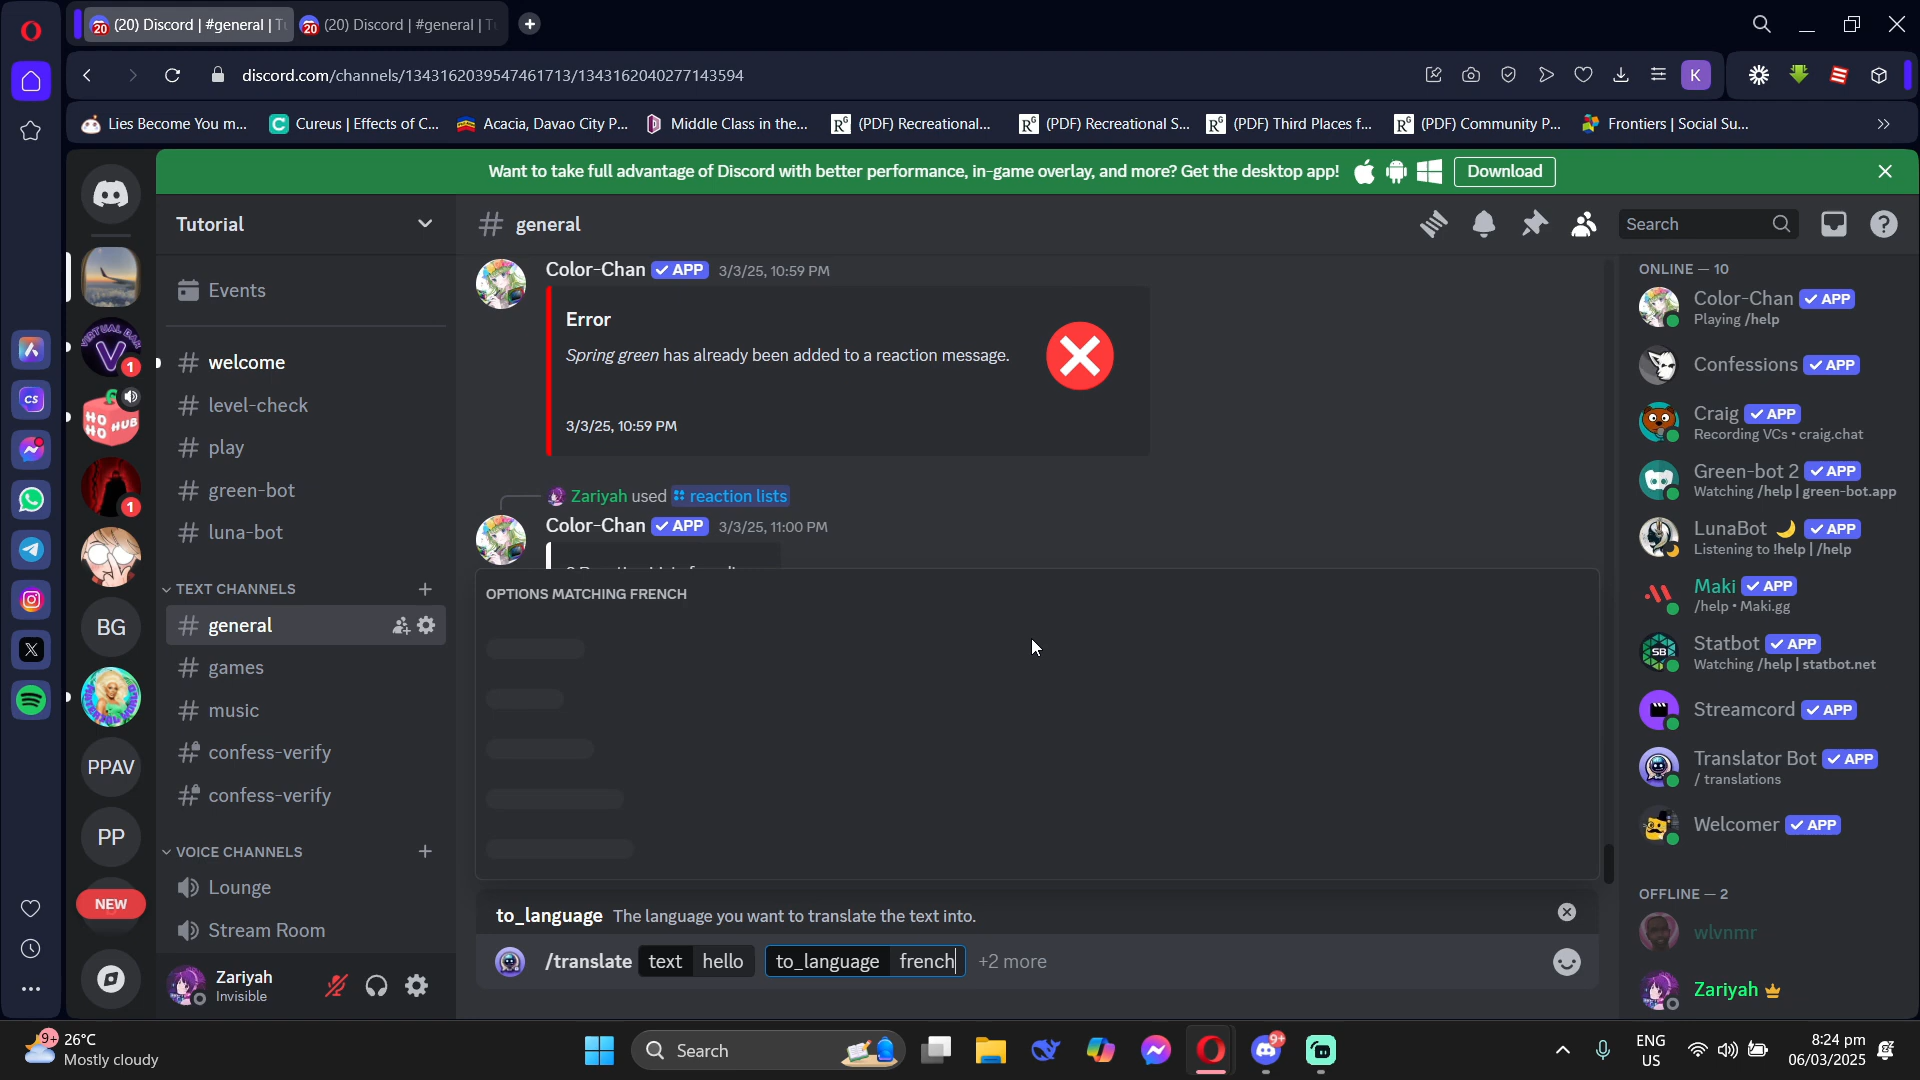 (20) Discord | #general | Tu
(20) Discord | #general | T
discord.com/channels/1343162039547461713/1343162040277143594
K
Lies Become You m...
Cureus | Effects of C...
Acacia, Davao City P...
Middle Class in the...
(PDF) Recreational...
(PDF) Recreational S...
(PDF) Third Places f...
(PDF) Community P...
Frontiers | Social Su...
Want to take full advantage of Discord with better performance, in-game overlay, and more? Get the desktop app!
Download
Tutorial
general
Search
Events
welcome
level-check
play
green-bot
luna-bot
TEXT CHANNELS
general
games
music
confess-verify
confess-verify
VOICE CHANNELS
Lounge
Stream Room
BG
PPAV
PP
NEW
Zariyah
Invisible
Color-Chan APP 3/3/25, 10:59 PM
Error
Spring green has already been added to a reaction message.
3/3/25, 10:59 PM
Zariyah used reaction lists
Color-Chan APP 3/3/25, 11:00 PM
OPTIONS MATCHING FRENCH
to_language The language you want to translate the text into.
/translate text hello to_language french +2 more
ONLINE — 10
Color-Chan APP
Playing /help
Confessions APP
Craig APP
Recording VCs • craig.chat
Green-bot 2 APP
Watching /help | green-bot.app
LunaBot APP
Listening to !help | /help
Maki APP
/help • Maki.gg
Statbot APP
Watching /help | statbot.net
Streamcord APP
Translator Bot APP
/ translations
Welcomer APP
OFFLINE — 2
wlvnmr
Zariyah
26°C
Mostly cloudy
Search
ENG
US
8:24 pm
06/03/2025